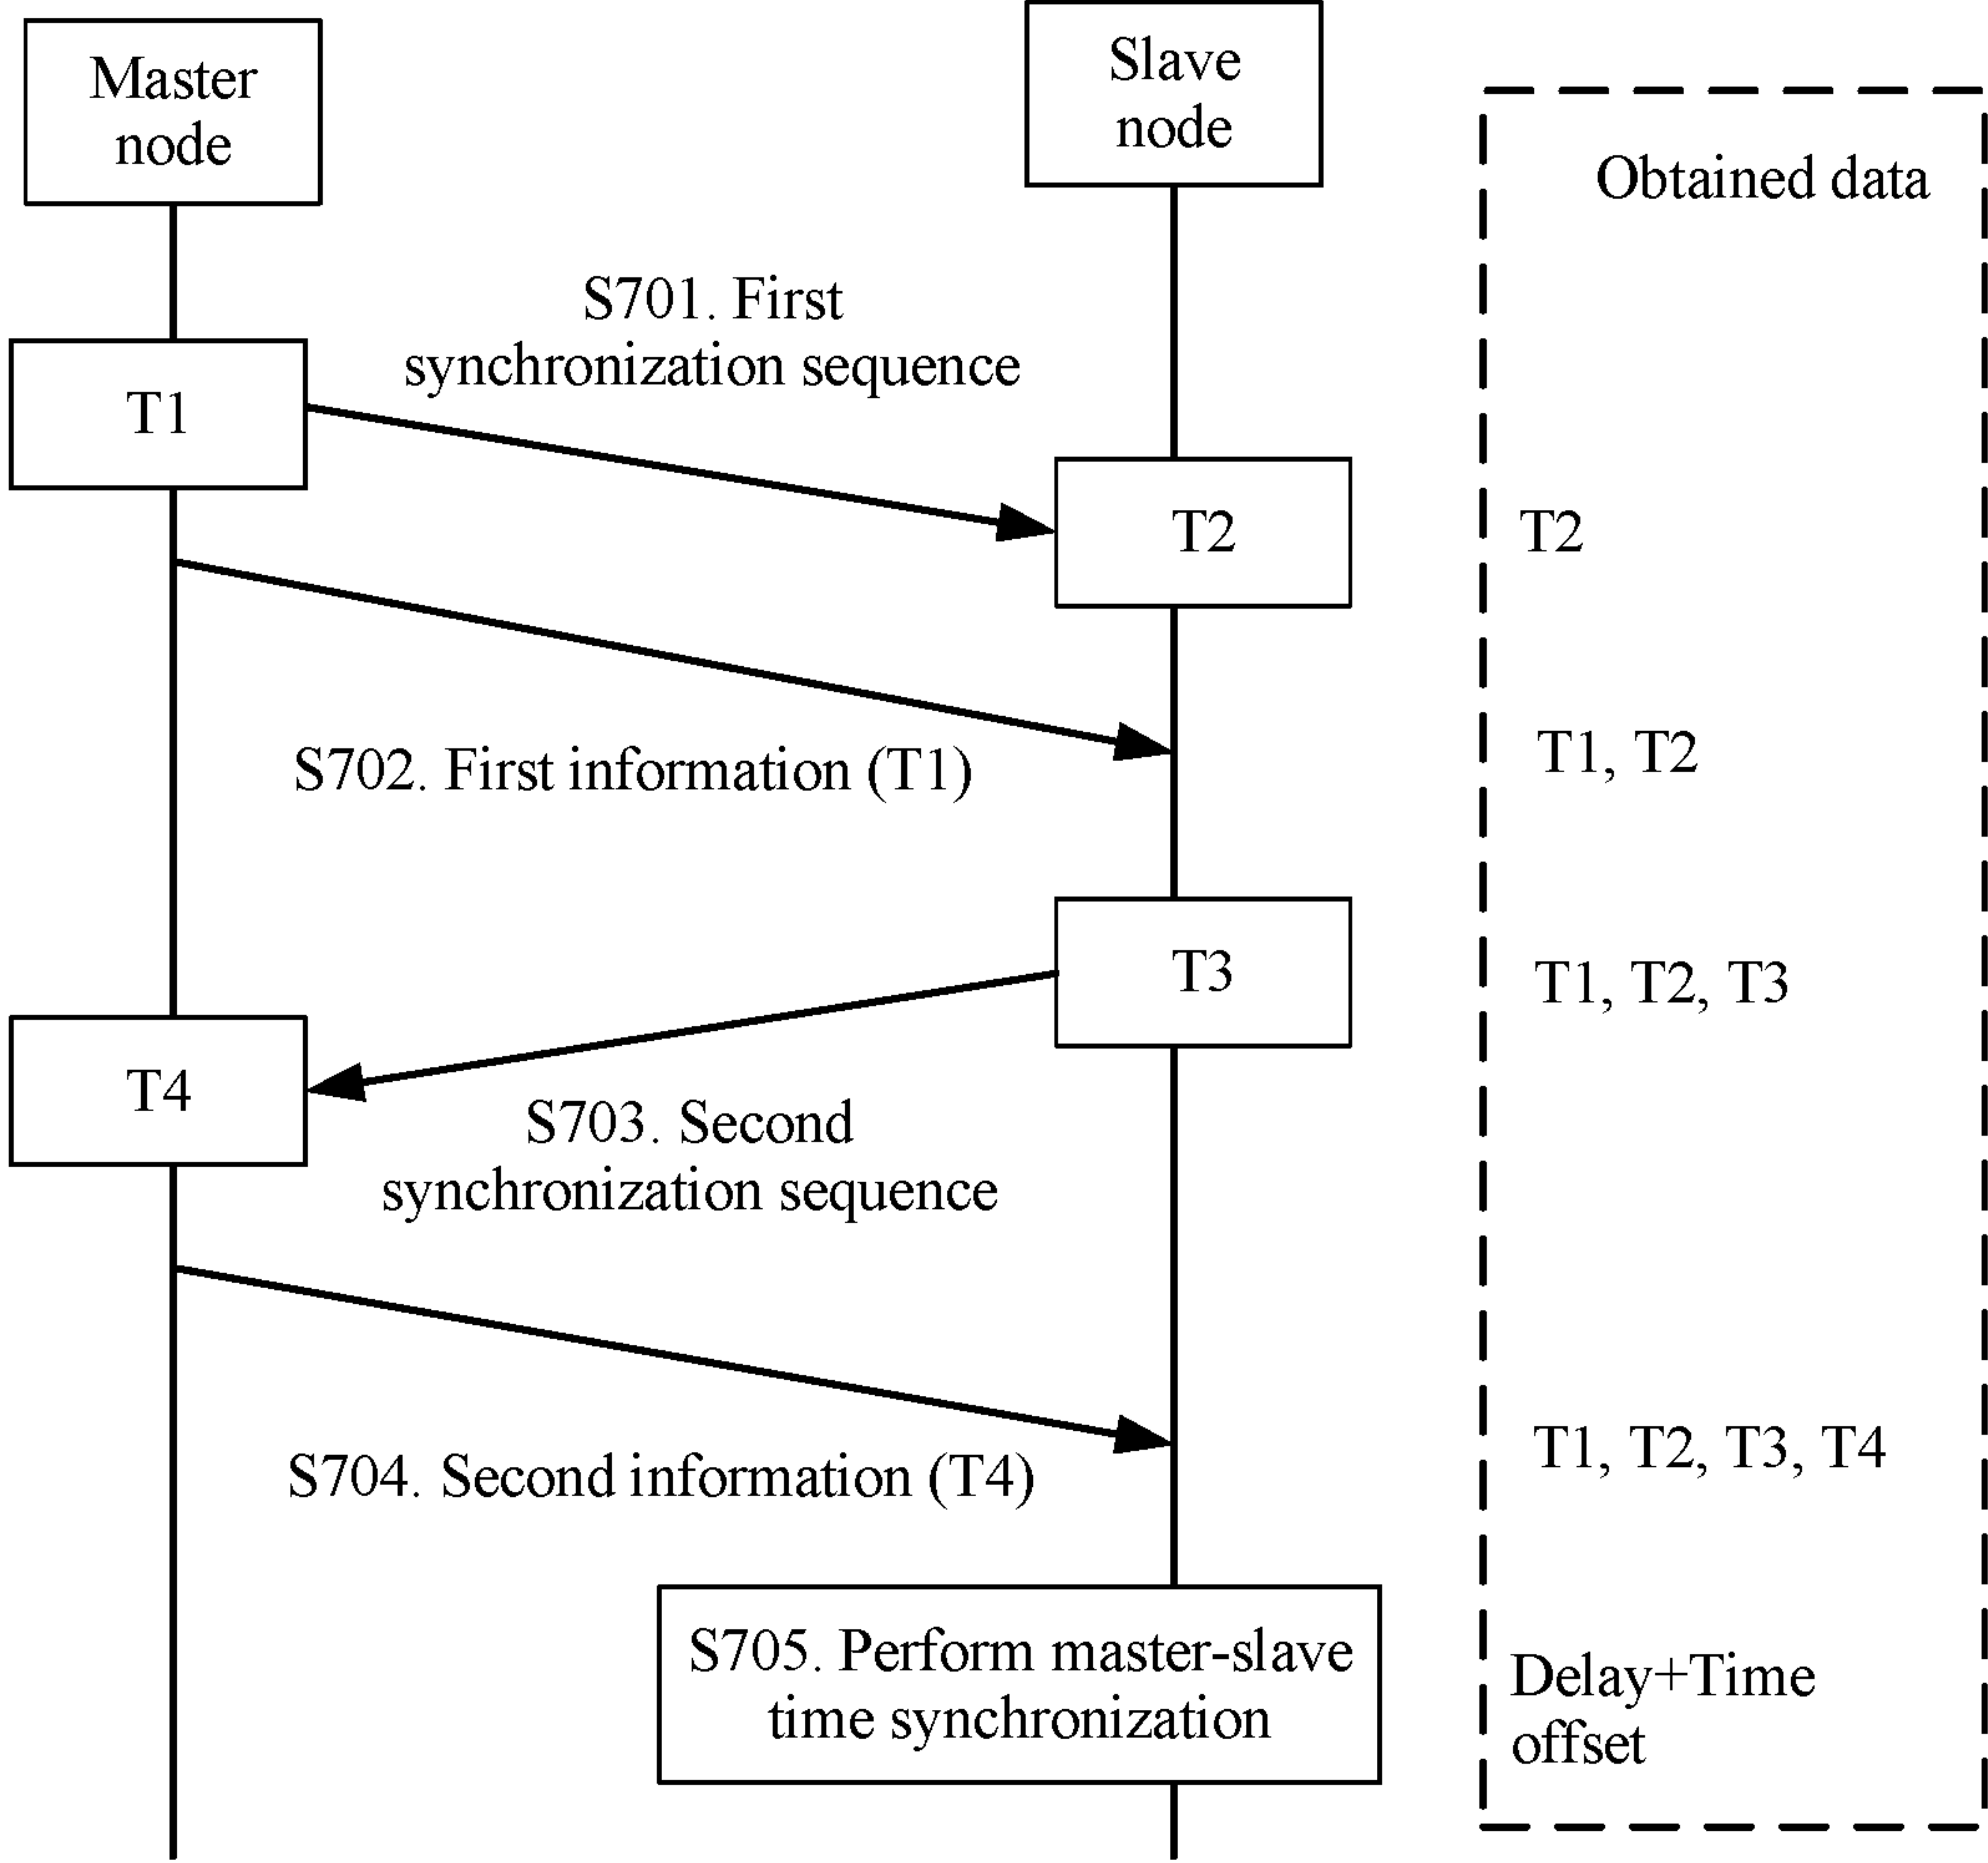 Master
node
Slave
node
Obtained data
S701. First
synchronization sequence
T1
T2
T2
S702. First information (T1)
T1, T2
T3
T1, T2, T3
T4
S703. Second
synchronization sequence
S704. Second information (T4)
T1, T2, T3, T4
S705. Perform master-slave
time synchronization
Delay+Time
offset